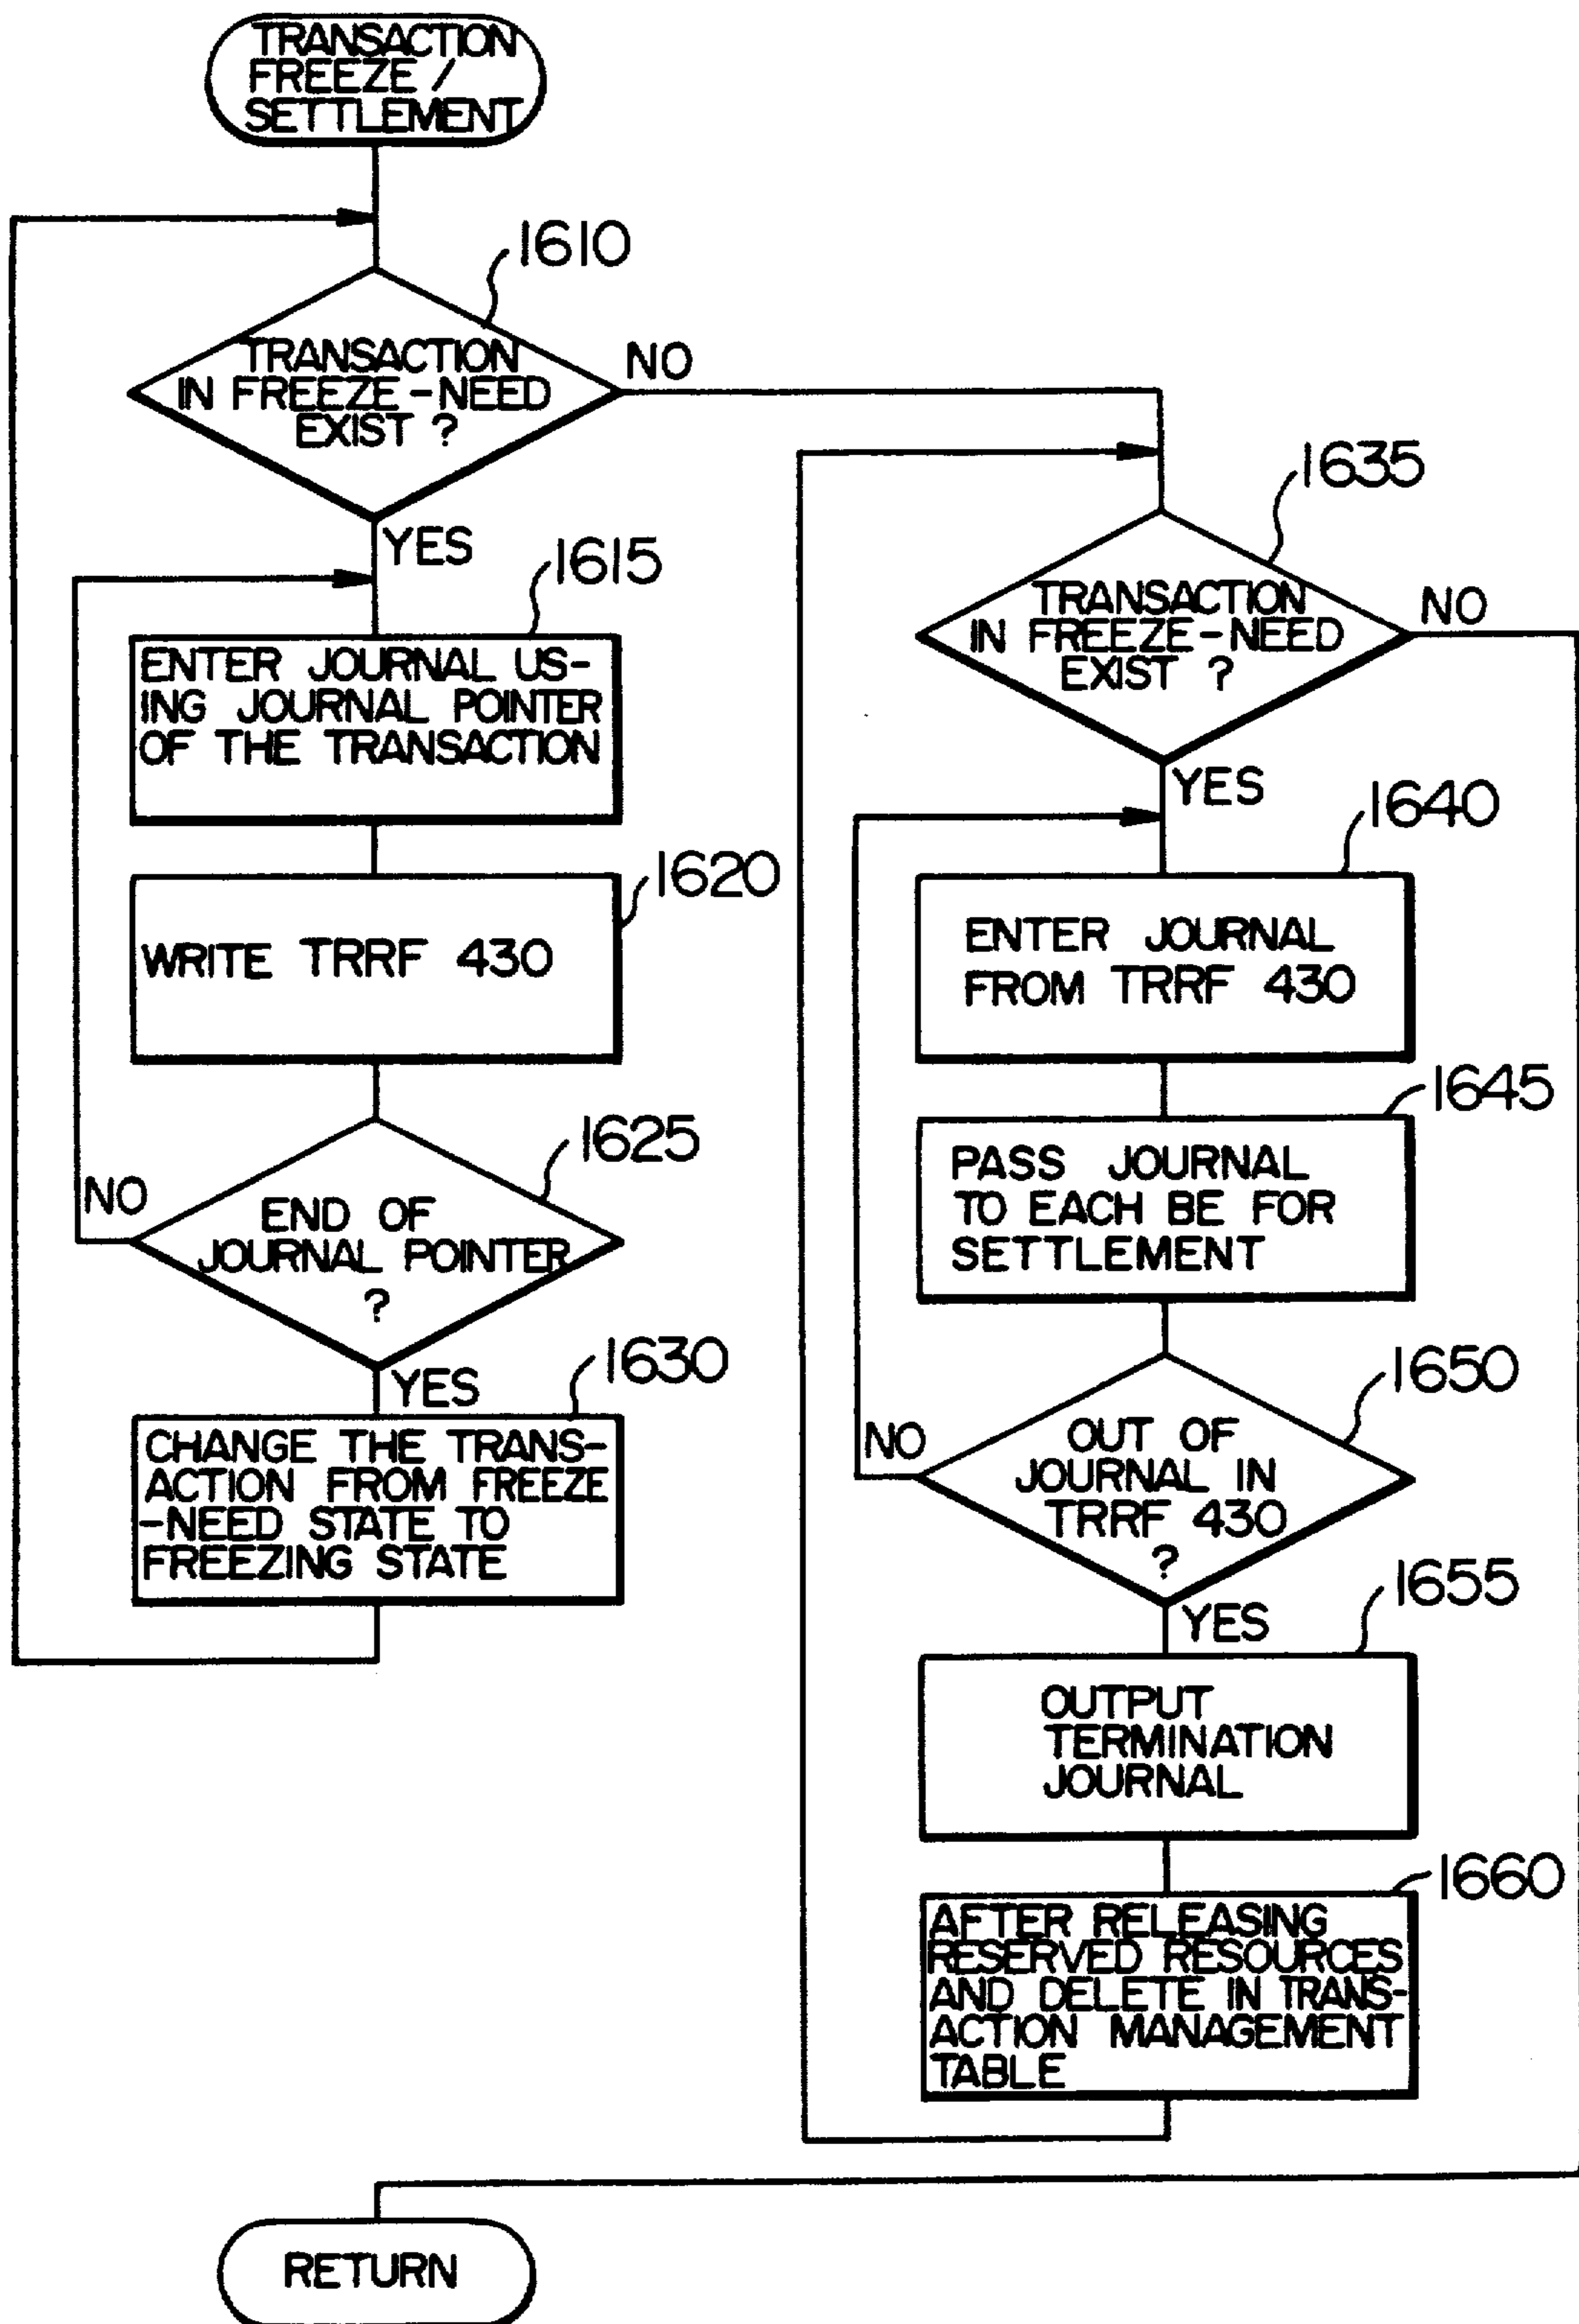 TRANSACTION
FREEZE /
SETTLEMENT
1610
TRANSACTION
IN FREEZE-NEED
EXIST ?
NO
YES
1615
ENTER JOURNAL US-
ING JOURNAL POINTER
OF THE TRANSACTION
1620
WRITE TRRF 430
1625
NO
END OF
JOURNAL POINTER
?
YES
1630
CHANGE THE TRANS-
ACTION FROM FREEZE
-NEED STATE TO
FREEZING STATE
1635
TRANSACTION
IN FREEZE-NEED
EXIST ?
NO
YES
1640
ENTER JOURNAL
FROM TRRF 430
1645
PASS JOURNAL
TO EACH BE FOR
SETTLEMENT
1650
NO
OUT OF
JOURNAL IN
TRRF 430
?
YES
1655
OUTPUT
TERMINATION
JOURNAL
1660
AFTER RELEASING
RESERVED RESOURCES
AND DELETE IN TRANS-
ACTION MANAGEMENT
TABLE
RETURN